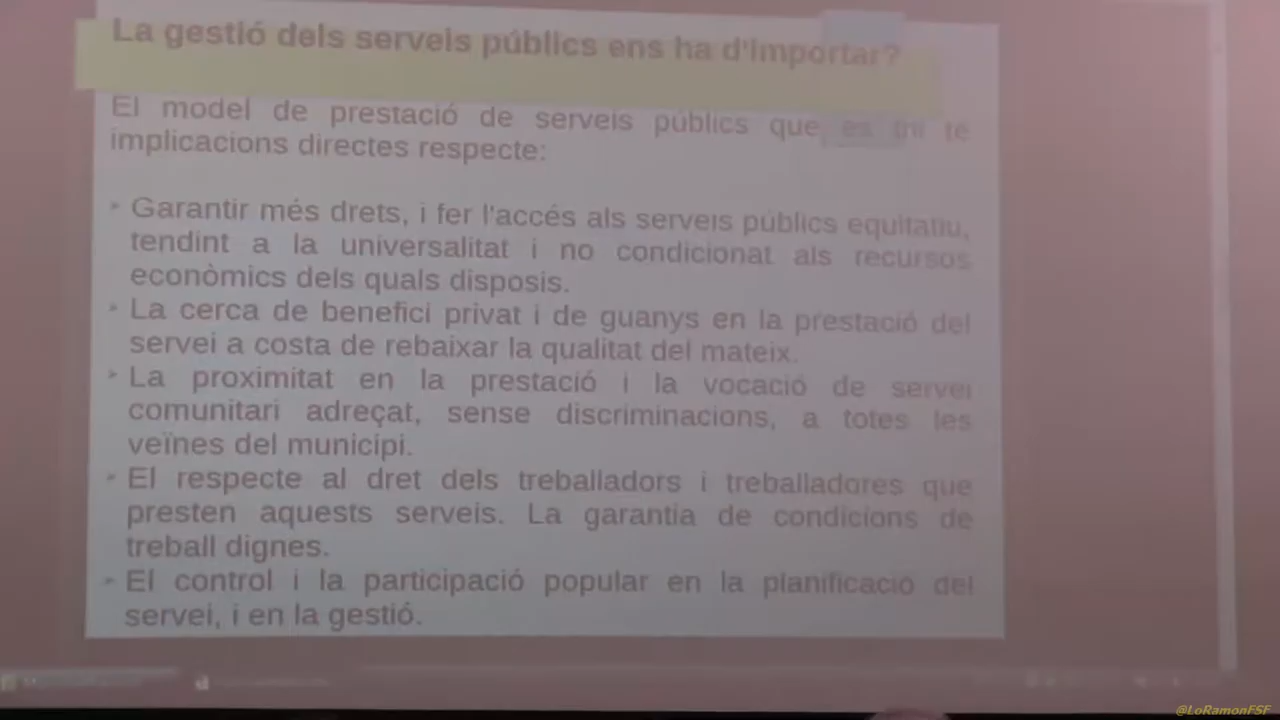 La gestió dels serveis públics ens ha d'importar?
El model de prestació de serveis públics que es fa té
implicacions directes respecte:
Garantir més drets, i fer l'accés als serveis públics equitatiu,
tendint a la universalitat i no condicionat als recursos
econòmics dels quals disposis.
La cerca de benefici privat i de guanys en la prestació del
servei a costa de rebaixar la qualitat del mateix.
La proximitat en la prestació i la vocació de servei
comunitari adreçat, sense discriminacions, a totes les
veïnes del municipi.
El respecte al dret dels treballadors i treballadores que
presten aquests serveis. La garantia de condicions de
treball dignes.
El control i la participació popular en la planificació del
servei, i en la gestió.
@LoRamonFSF